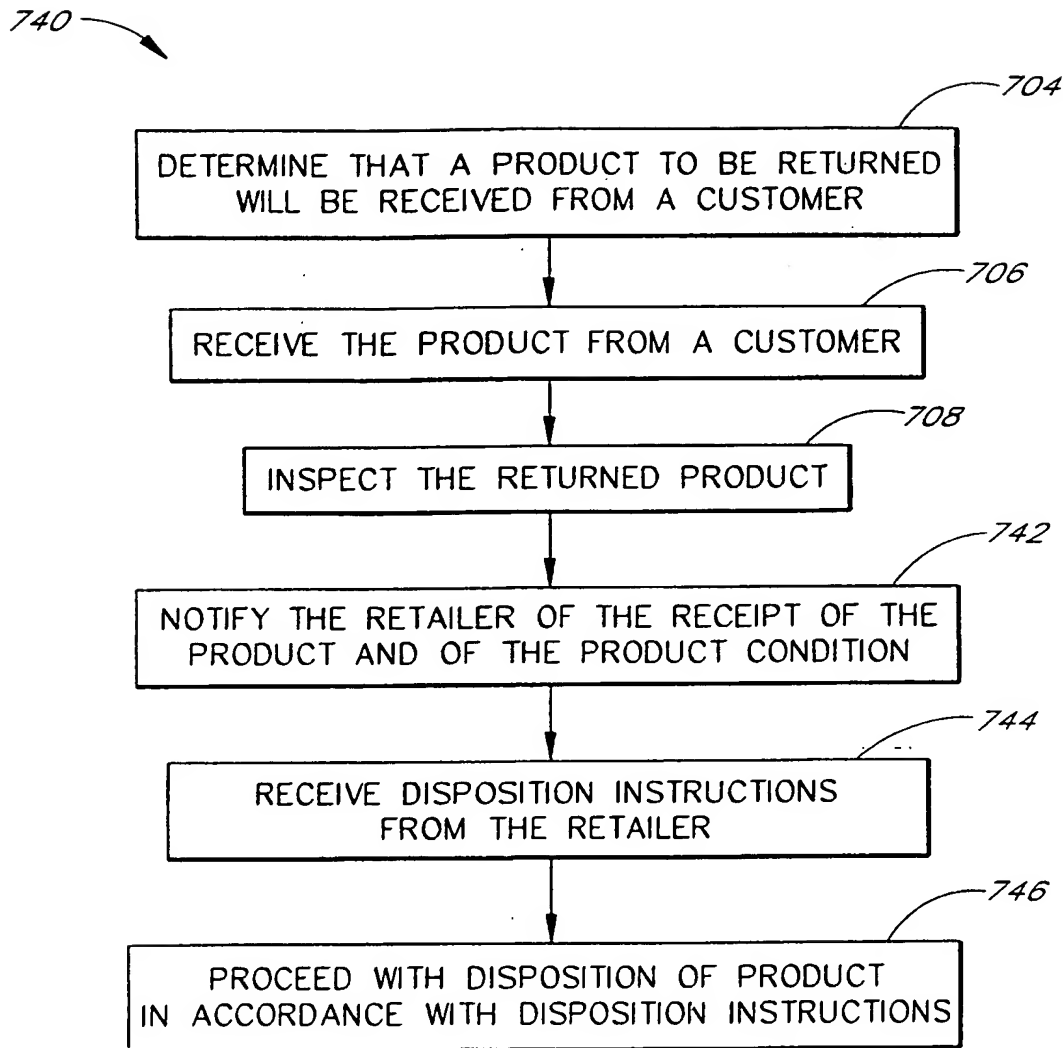 740
704
DETERMINE THAT A PRODUCT TO BE RETURNED
WILL BE RECEIVED FROM A CUSTOMER
706
RECEIVE THE PRODUCT FROM A CUSTOMER
708
INSPECT THE RETURNED PRODUCT
742
NOTIFY THE RETAILER OF THE RECEIPT OF THE
PRODUCT AND OF THE PRODUCT CONDITION
744
RECEIVE DISPOSITION INSTRUCTIONS
FROM THE RETAILER
746
PROCEED WITH DISPOSITION OF PRODUCT
IN ACCORDANCE WITH DISPOSITION INSTRUCTIONS